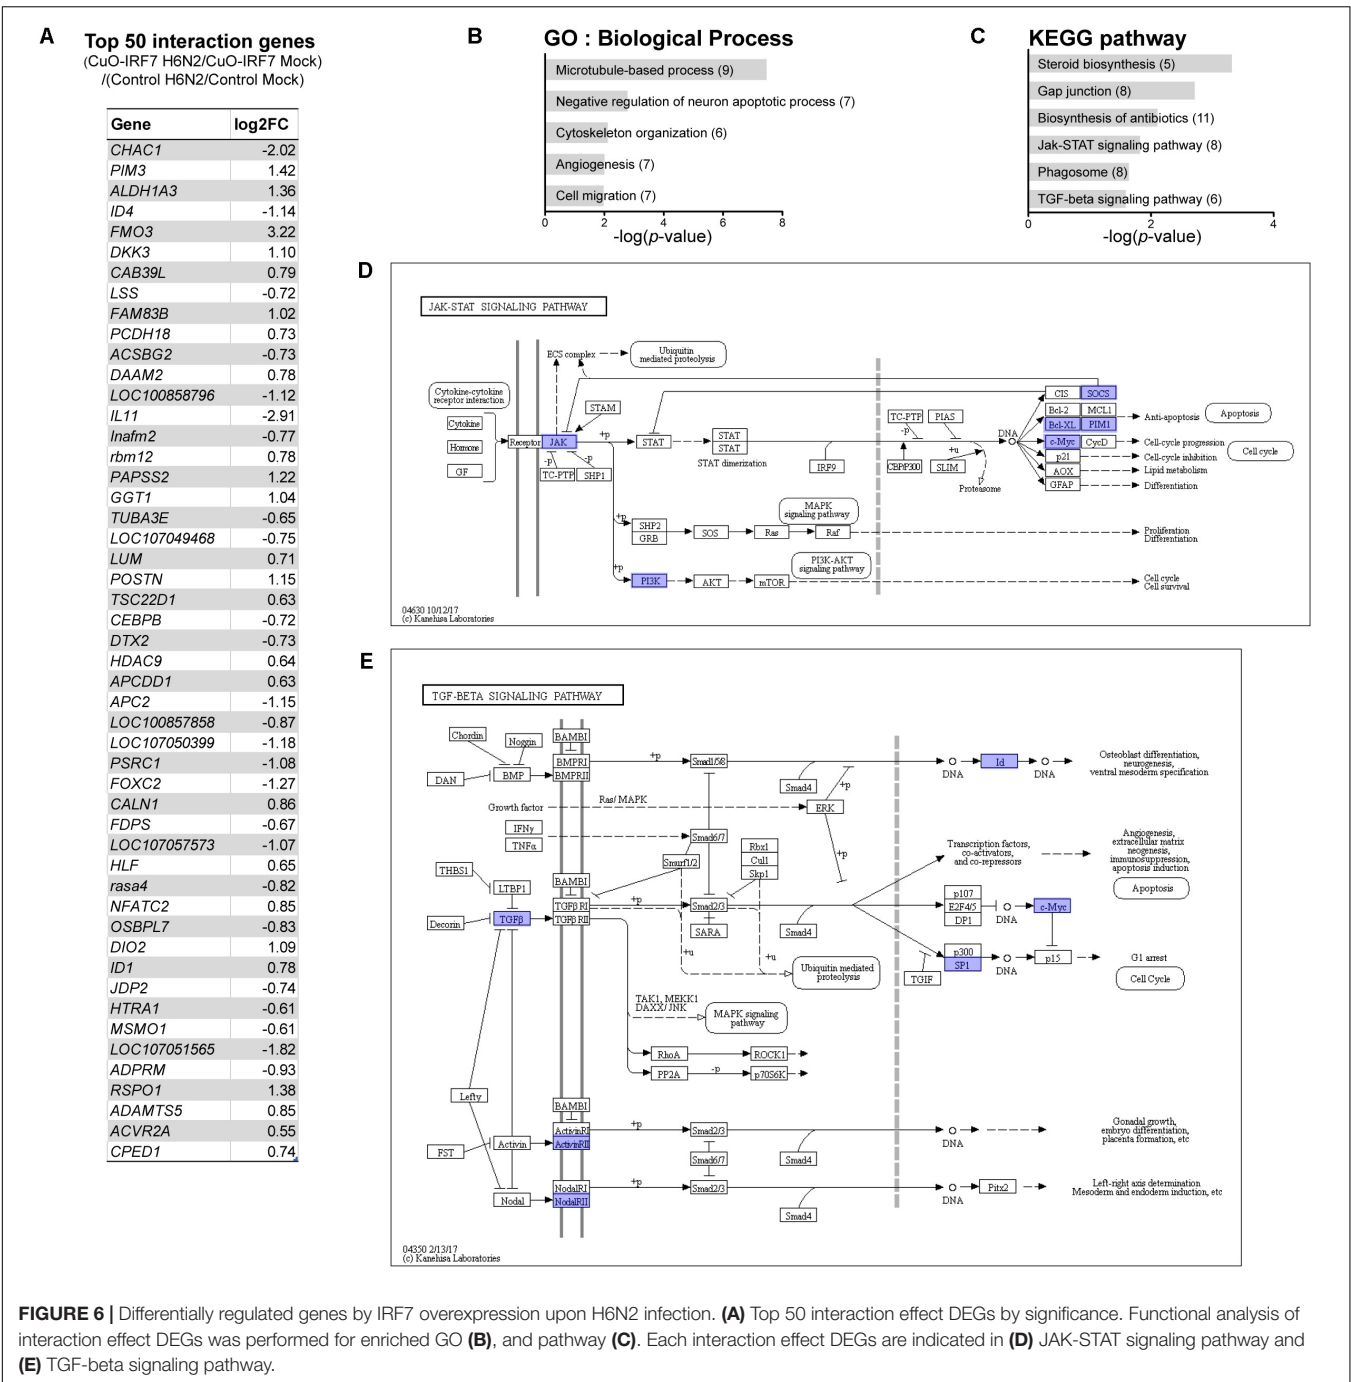 A
Top 50 interaction genes
(CuO-IRF7 H6N2/CuO-IRF7 Mock)
/(Control H6N2/Control Mock)
Gene log2FC
CHAC1 -2.02
PIM3 1.42
ALDH1A3 1.36
ID4 -1.14
FMO3 3.22
DKK3 1.10
CAB39L 0.79
LSS -0.72
FAM83B 1.02
PCDH18 0.73
ACSBG2 -0.73
DAAM2 0.78
LOC100858796 -1.12
IL11 -2.91
Inafm2 -0.77
rbm12 0.78
PAPSS2 1.22
GGT1 1.04
TUBA3E -0.65
LOC107049468 -0.75
LUM 0.71
POSTN 1.15
TSC22D1 0.63
CEBPB -0.72
DTX2 -0.73
HDAC9 0.64
APCDD1 0.63
APC2 -1.15
LOC100857858 -0.87
LOC107050399 -1.18
PSRC1 -1.08
FOXC2 -1.27
CALN1 0.86
FDPS -0.67
LOC107057573 -1.07
HLF 0.65
rasa4 -0.82
NFATC2 0.85
OSBPL7 -0.83
DIO2 1.09
ID1 0.78
JDP2 -0.74
HTRA1 -0.61
MSMO1 -0.61
LOC107051565 -1.82
ADPRM -0.93
RSPO1 1.38
ADAMTS5 0.85
ACVR2A 0.55
CPED1 0.74
B
GO : Biological Process
Microtubule-based process (9)
Negative regulation of neuron apoptotic process (7)
Cytoskeleton organization (6)
Angiogenesis (7)
Cell migration (7)
0 2 4 6 8
-log(p-value)
C
KEGG pathway
Steroid biosynthesis (5)
Gap junction (8)
Biosynthesis of antibiotics (11)
Jak-STAT signaling pathway (8)
Phagosome (8)
TGF-beta signaling pathway (6)
0 2 4
-log(p-value)
D
JAK-STAT SIGNALING PATHWAY
ECS complex
Ubiquitin
mediated proteolysis
Cytokine-cytokine
receptor interaction
Cytokine
Hormone
GF
Receptor
JAK
STAM
+p
-p
-p
TC-PTP
SHP1
STAT
STAT
STAT
STAT dimerization
IRF9
TC-PTP
PIAS
-p
+u
CBP/P300
SLIM
Proteasome
DNA
CIS
SOCS
Bcl-2
MCL1
Bcl-XL
PIM1
c-Myc
CycD
p21
AOX
GFAP
Anti-apoptosis
Apoptosis
Cell-cycle progression
Cell-cycle inhibition
Cell cycle
Lipid metabolism
Differentiation
+p
SHP2
GRB
SOS
Ras
Raf
MAPK
signaling pathway
Proliferation
Differentiation
+p
PI3K
AKT
mTOR
PI3K-AKT
signaling pathway
Cell cycle
Cell survival
04630 10/12/17
(c) Kanehisa Laboratories
E
TGF-BETA SIGNALING PATHWAY
Chordin
Noggin
DAN
BMP
BAMBI
BMPRI
BMPRII
+p
Smad1/5/8
Smad4
+p
DNA
Id
DNA
Osteoblast differentiation,
neurogenesis,
ventral mesoderm specification
Growth factor
Ras/ MAPK
ERK
+p
IFNγ
TNFα
Smad6/7
Smurf1/2
Rbx1
Cul1
Skp1
Transcription factors,
co-activators,
and co-repressors
Angiogenesis,
extracellular matrix
neogenesis,
immunosuppression,
apoptosis induction
Apoptosis
THBS1
LTBP1
Decorin
TGFβ
BAMBI
TGFβ RI
TGFβ RII
+p
Smad2/3
SARA
Smad4
+u
+u
Ubiquitin mediated
proteolysis
p107
E2F4/5
DP1
DNA
c-Myc
p300
SP1
DNA
p15
TGIF
G1 arrest
Cell Cycle
TAK1, MEKK1
DAXX/ JNK
MAPK signaling
pathway
RhoA
ROCK1
PP2A
-p
p70S6K
Lefty
BAMBI
FST
Activin
ActivinRI
ActivinRII
+p
Smad2/3
Smad6/7
Smad4
DNA
Gonadal growth,
embryo differentiation,
placenta formation, etc
Nodal
NodalRI
NodalRII
+p
Smad2/3
Smad4
DNA
Pitx2
Left-right axis determination
Mesoderm and endoderm induction, etc
04350 2/13/17
(c) Kanehisa Laboratories
FIGURE 6 | Differentially regulated genes by IRF7 overexpression upon H6N2 infection. (A) Top 50 interaction effect DEGs by significance. Functional analysis of
interaction effect DEGs was performed for enriched GO (B), and pathway (C). Each interaction effect DEGs are indicated in (D) JAK-STAT signaling pathway and
(E) TGF-beta signaling pathway.